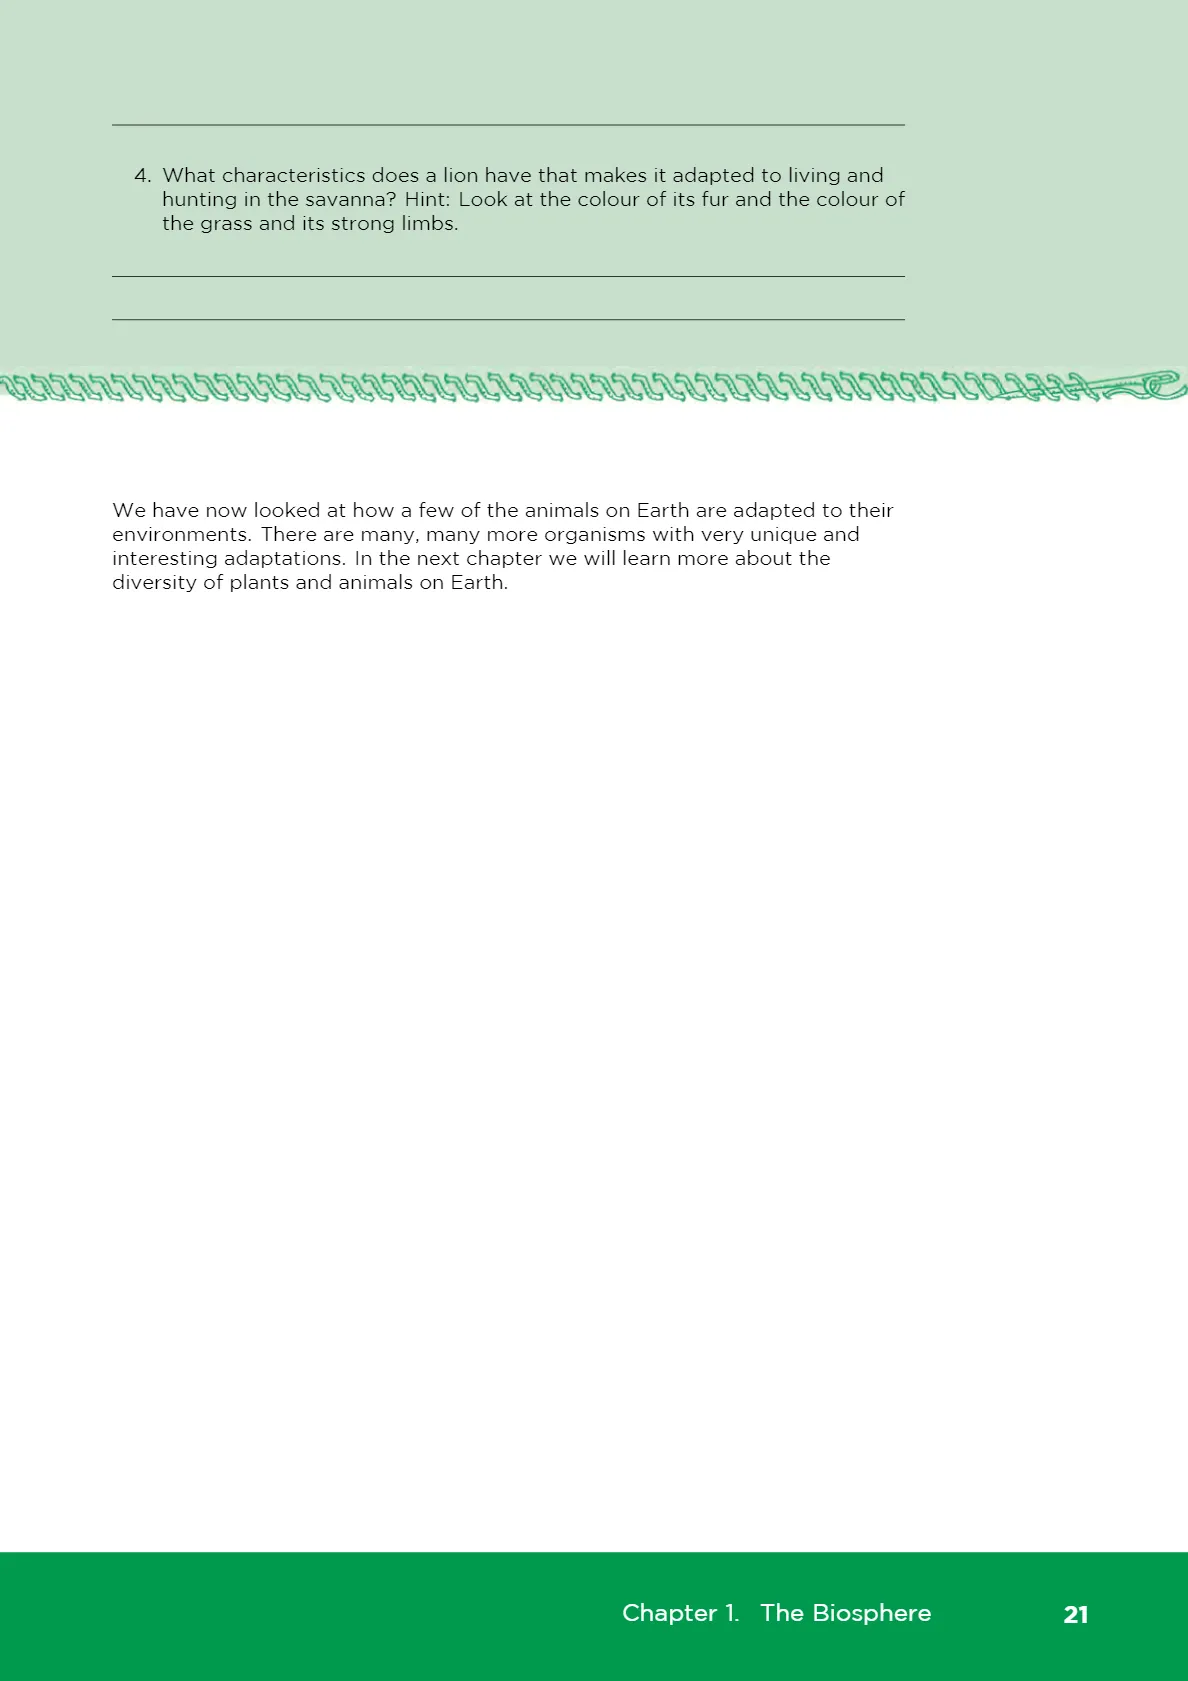 4. What characteristics does a lion have that makes it adapted to living and
hunting in the savanna? Hint: Look at the colour of its fur and the colour of
the grass and its strong limbs.
We have now looked at how a few of the animals on Earth are adapted to their
environments. There are many, many more organisms with very unique and
interesting adaptations. In the next chapter we will learn more about the
diversity of plants and animals on Earth.
Chapter 1. The Biosphere 21